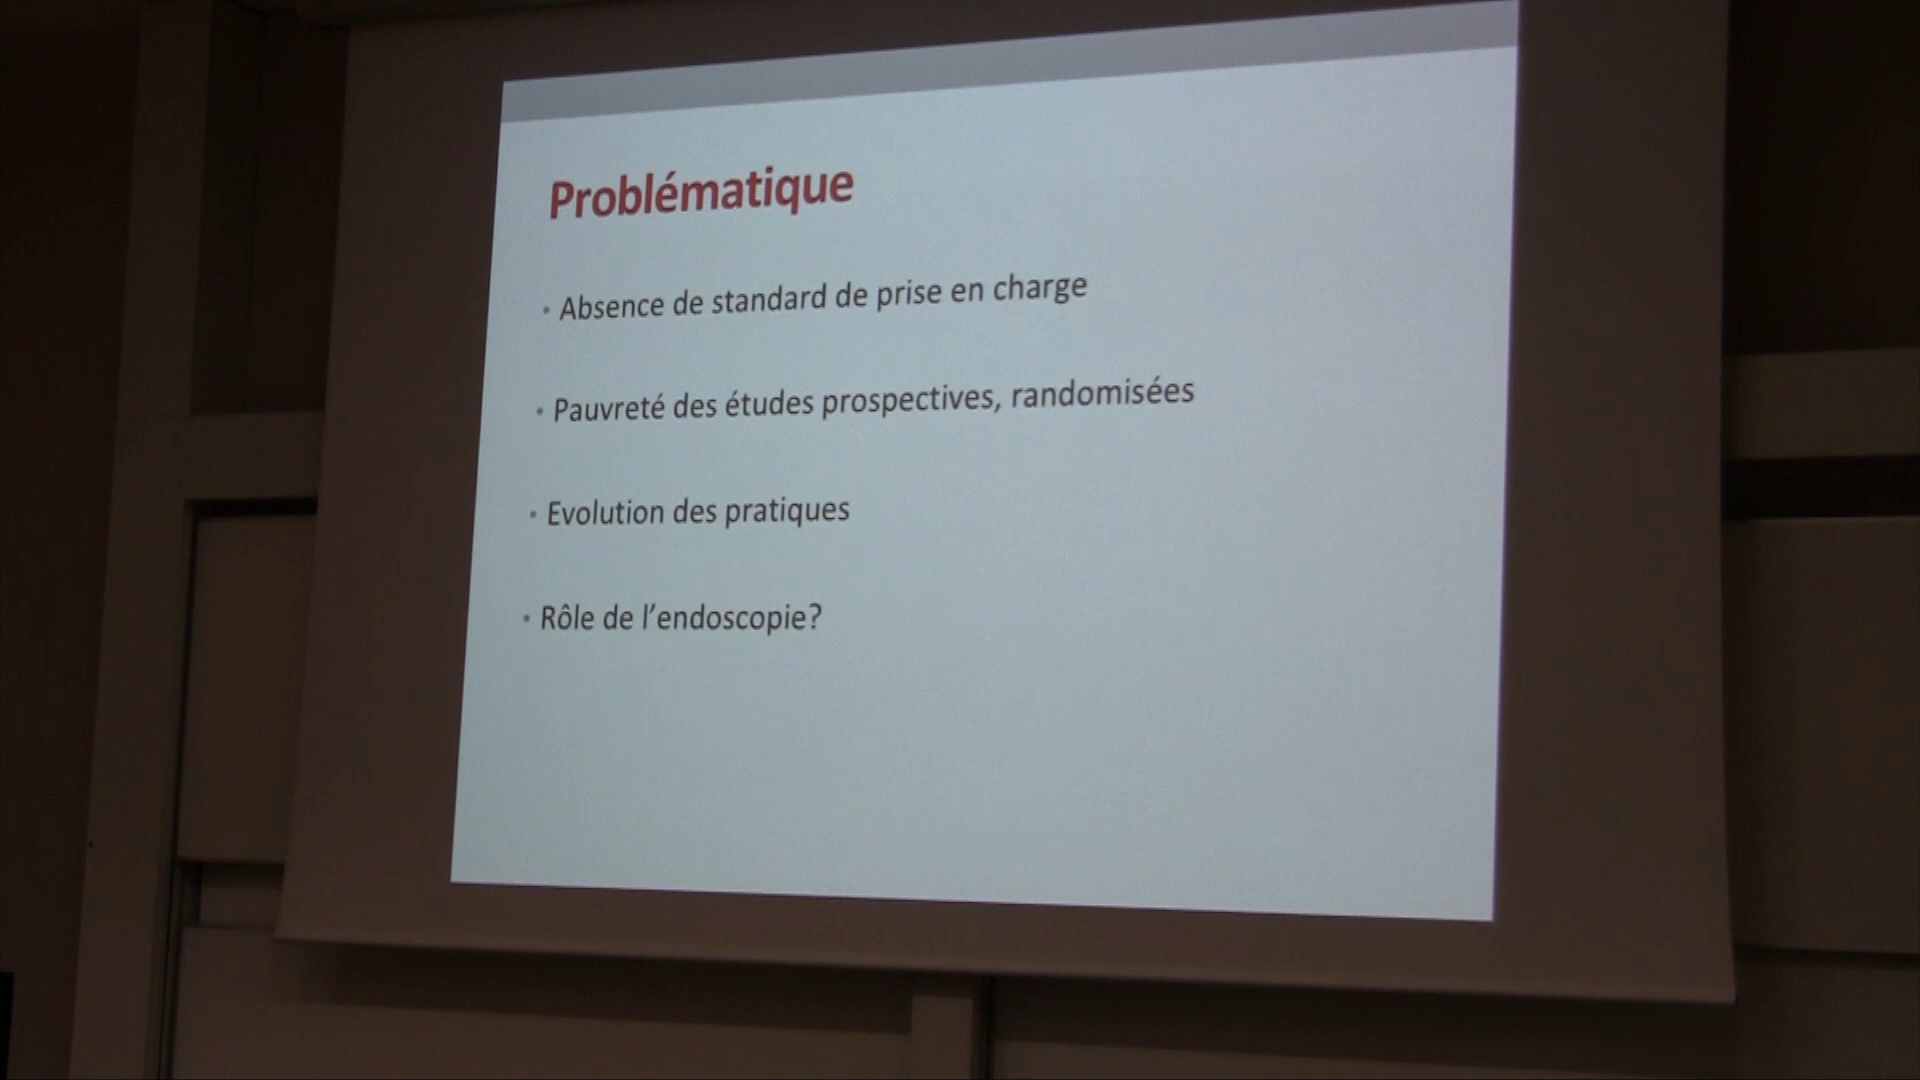 Problématique
• Absence de standard de prise en charge
• Pauvreté des études prospectives, randomisées
• Evolution des pratiques
• Rôle de l’endoscopie?